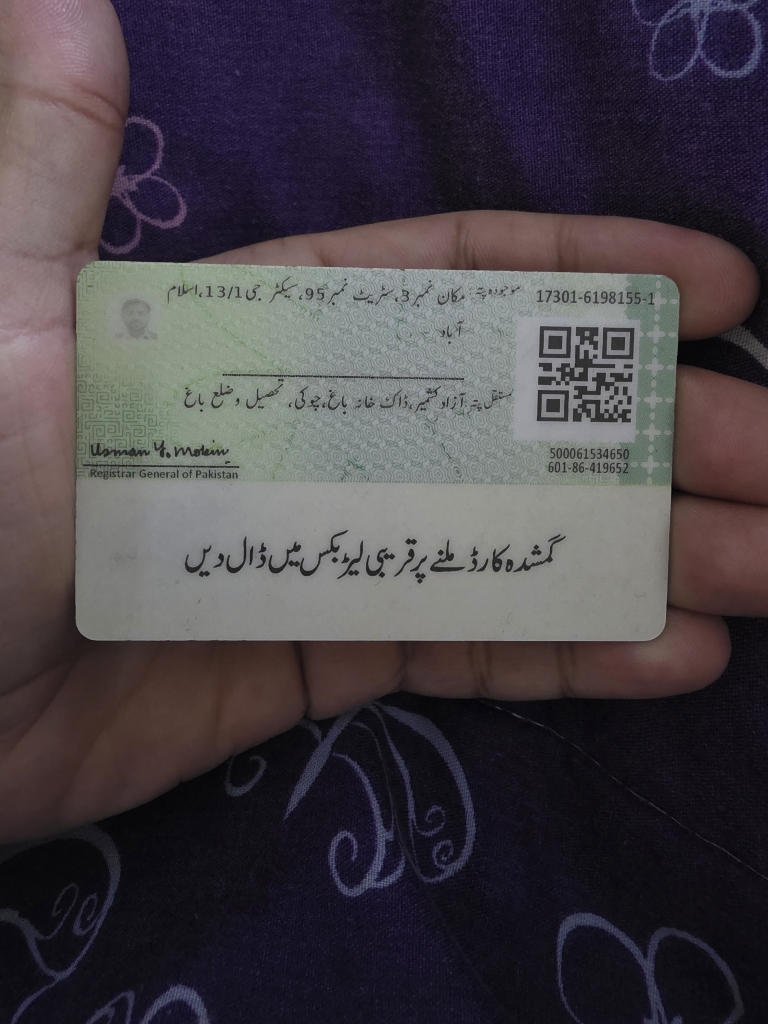 موجودہ پتہ: مکان نمبر 3، سٹریٹ نمبر 95، سیکٹر جی 13/1، اسلام
آباد
17301-6198155-1
مستقل پتہ: آزاد کشمیر، ڈاک خانہ باغ، چوکی، تحصیل و ضلع باغ
500061534650
601-86-419652
Usman Y. Mobin
Registrar General of Pakistan
گمشدہ کارڈ ملنے پر قریبی لیٹر بکس میں ڈال دیں